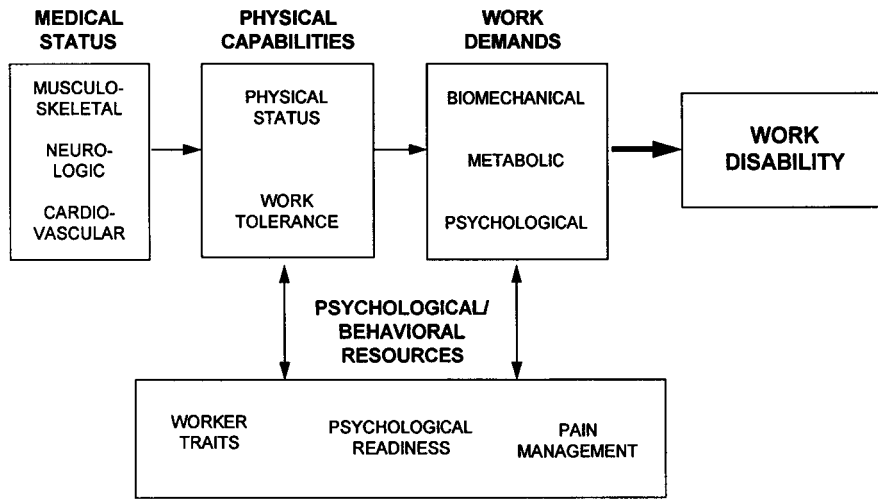 MEDICAL
STATUS
PHYSICAL
CAPABILITIES
WORK
DEMANDS
MUSCULO-
SKELETAL
NEURO-
LOGIC
CARDIO-
VASCULAR
PHYSICAL
STATUS
WORK
TOLERANCE
BIOMECHANICAL
METABOLIC
PSYCHOLOGICAL
WORK
DISABILITY
PSYCHOLOGICAL/
BEHAVIORAL
RESOURCES
WORKER
TRAITS
PSYCHOLOGICAL
READINESS
PAIN
MANAGEMENT